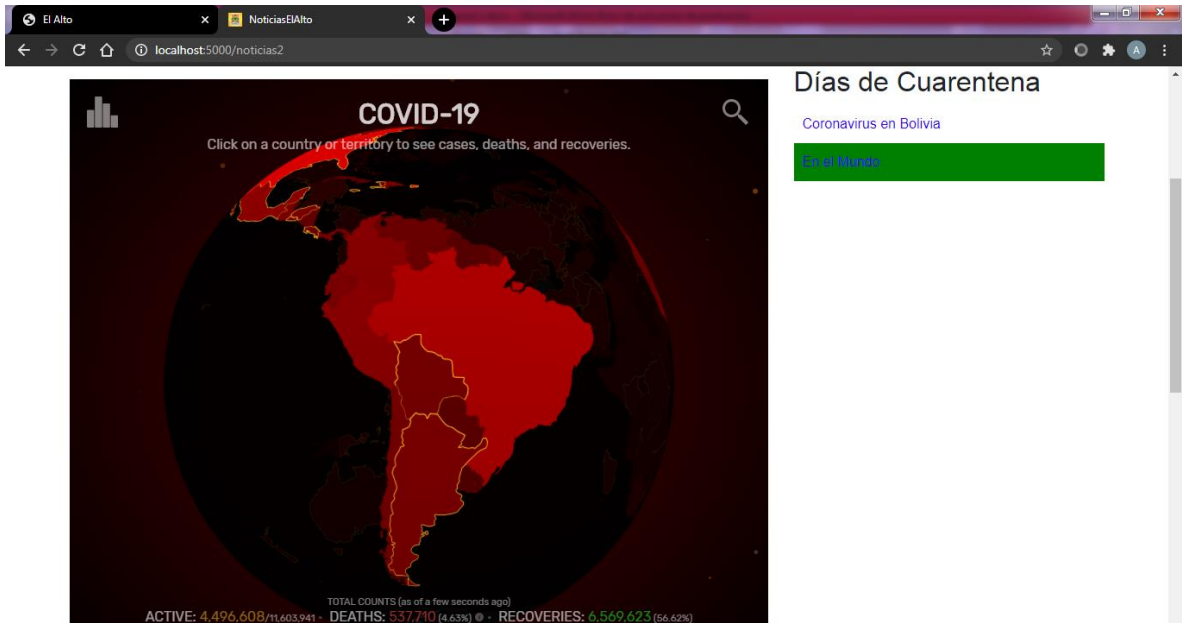 El Alto
NoticiasElAlto
localhost:5000/noticias2
A
COVID-19
Click on a country or territory to see cases, deaths, and recoveries.
TOTAL COUNTS (as of a few seconds ago)
ACTIVE: 4,496,608/11,603,941 - DEATHS: 537,710 (4.63%) - RECOVERIES: 6,569,623 (56.62%)
Días de Cuarentena
Coronavirus en Bolivia
En el Mundo